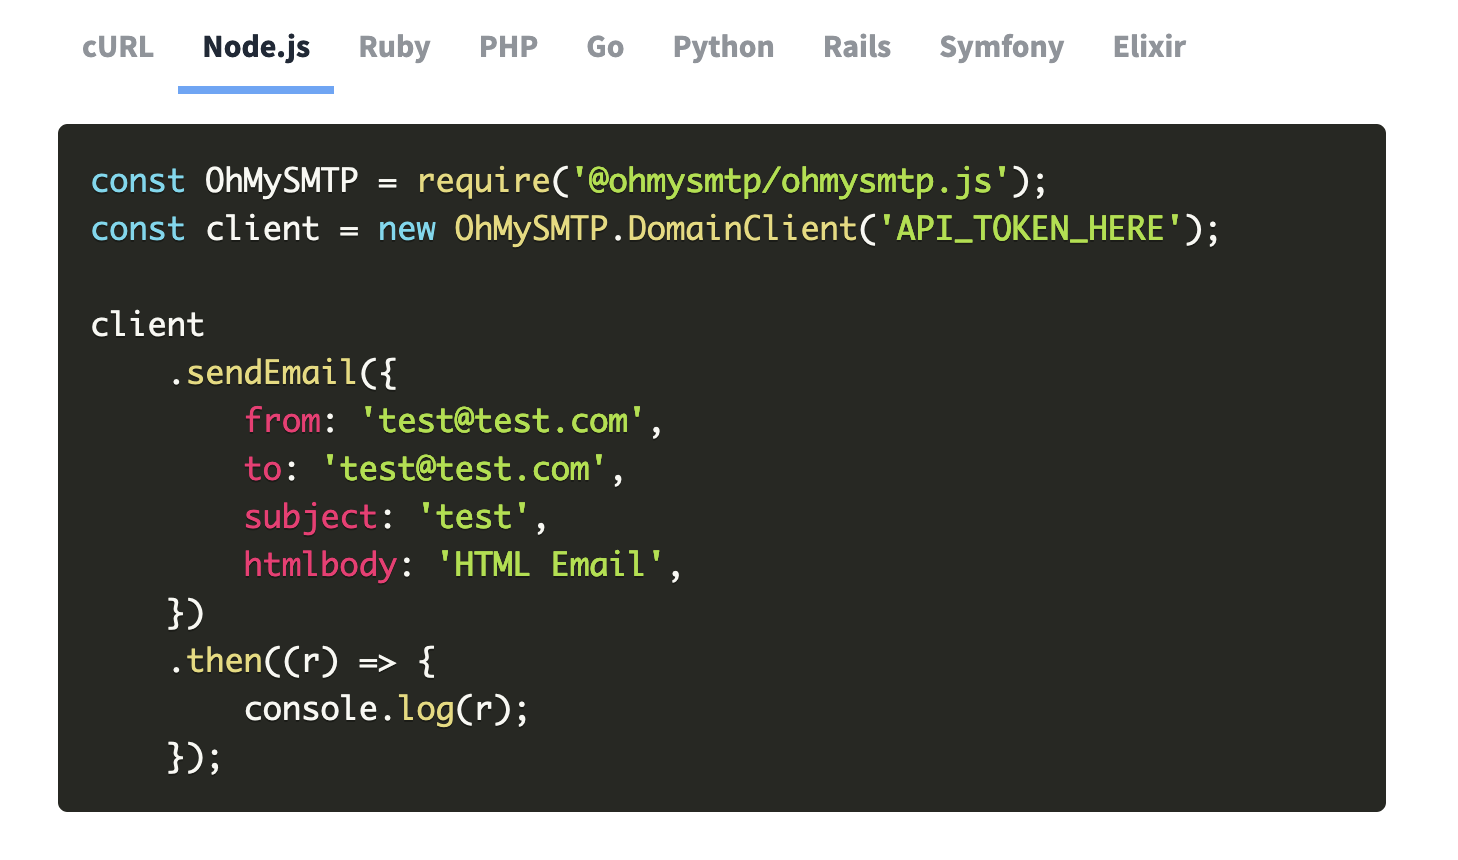 cURL Node.js Ruby PHP Go Python Rails Symfony Elixir
const OhMySMTP = require('@ohmysmtp/ohmysmtp.js');
const client = new OhMySMTP.DomainClient('API_TOKEN_HERE');
client
    .sendEmail({
        from: 'test@test.com',
        to: 'test@test.com',
        subject: 'test',
        htmlbody: 'HTML Email',
    })
    .then((r) => {
        console.log(r);
    });